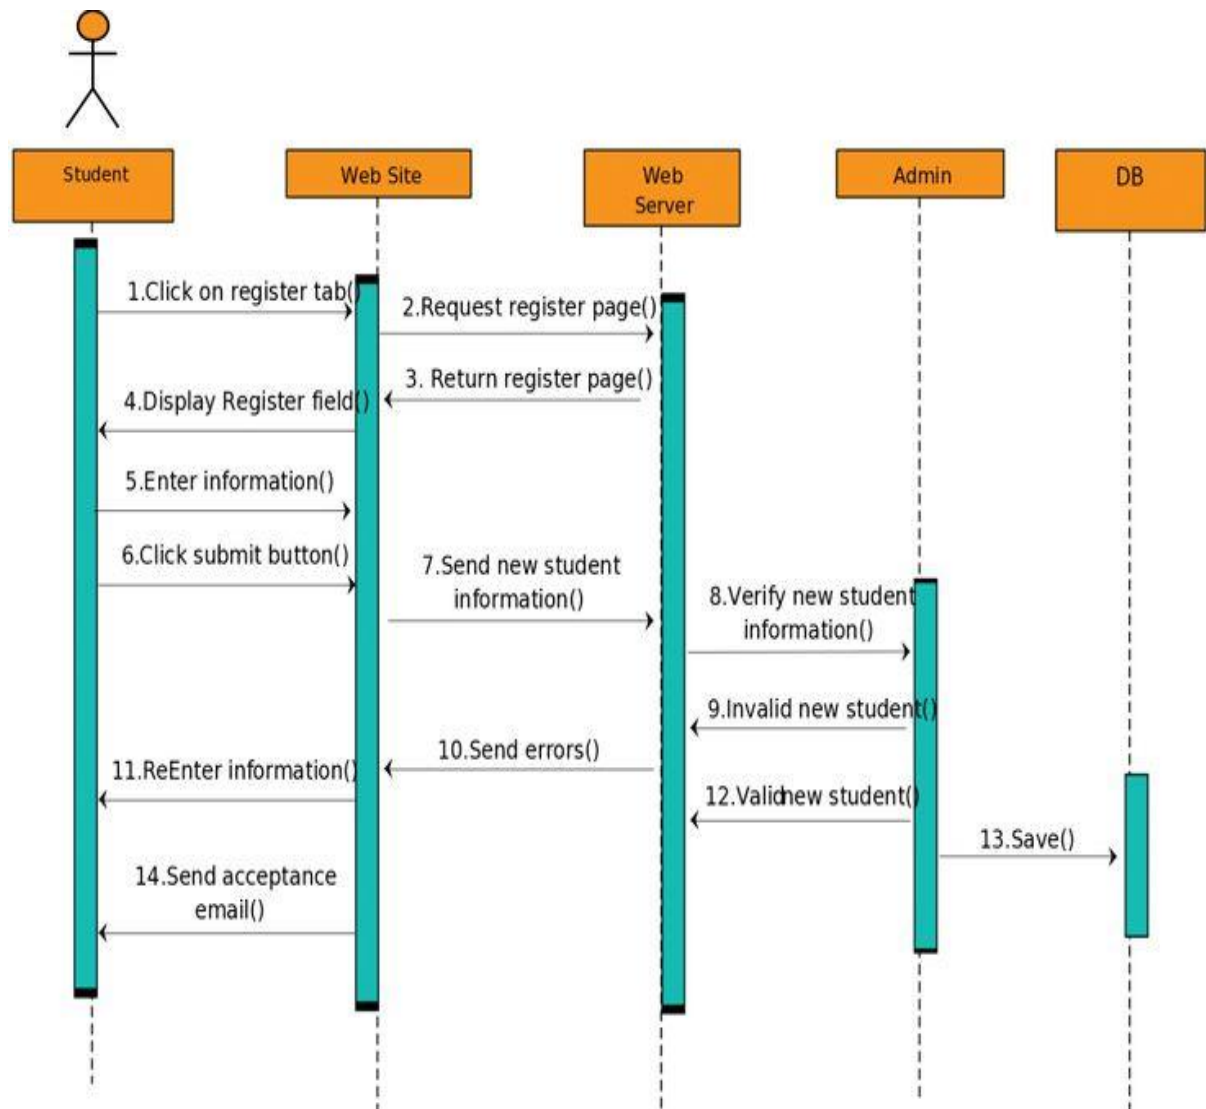 Student
Web Site
Web
Server
Admin
DB
1.Click on register tab()
2.Request register page()
3. Return register page()
4.Display Register field()
5.Enter information()
6.Click submit button()
7.Send new student
information()
8.Verify new student
information()
9.Invalid new student()
10.Send errors()
11.ReEnter information()
12.Valid new student()
13.Save()
14.Send acceptance
email()